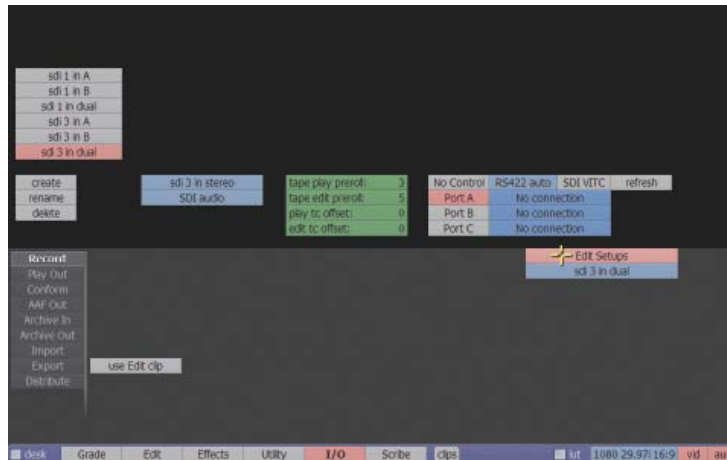 sdi 1 in A
sdi 1 in B
sdi 1 in dual
sdi 3 in A
sdi 3 in B
sdi 3 in dual
create
rename
delete
sdi 3 in stereo
SDI audio
tape play preroll: 3
tape edit preroll: 5
play tc offset: 0
edit tc offset: 0
No Control RS422 auto SDI VITC refresh
Port A No connection
Port B No connection
Port C No connection
Edit Setups
sdi 3 in dual
Record
Play Out
Conform
AAF Out
Archive In
Archive Out
Import
Export
Distribute
use Edit clip
desk Grade Edit Effects Utility I/O Scribe clips lut 1080 29.97i 16:9 vid au